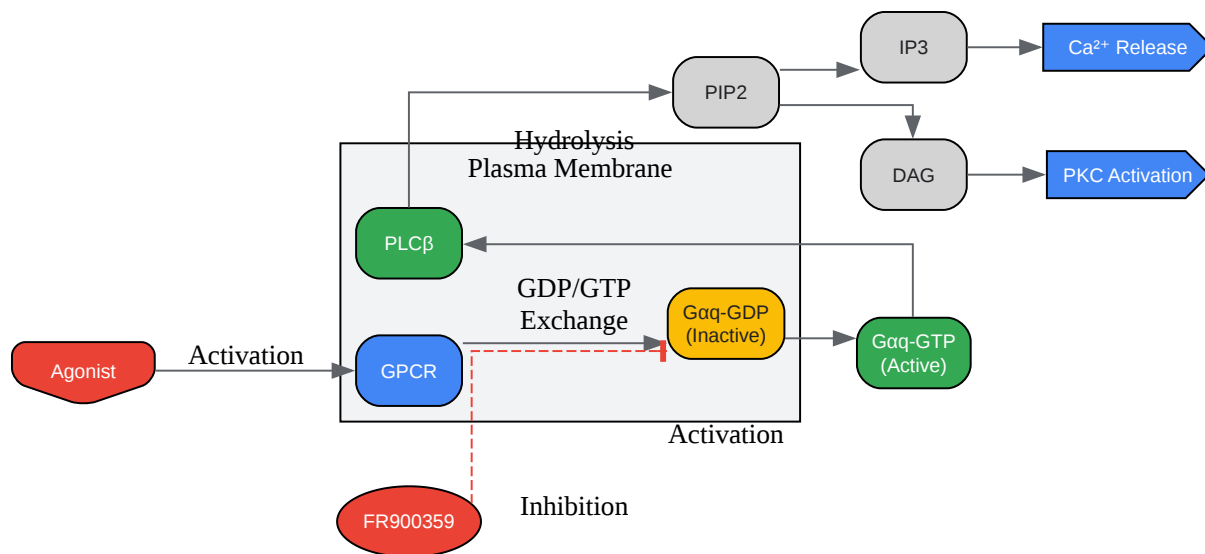 IP3
Ca²⁺ Release
PIP2
Hydrolysis
Plasma Membrane
DAG
PKC Activation
PLCβ
GDP/GTP
Exchange
Gαq-GDP
(Inactive)
Gαq-GTP
(Active)
Activation
Agonist
GPCR
Activation
Inhibition
FR900359